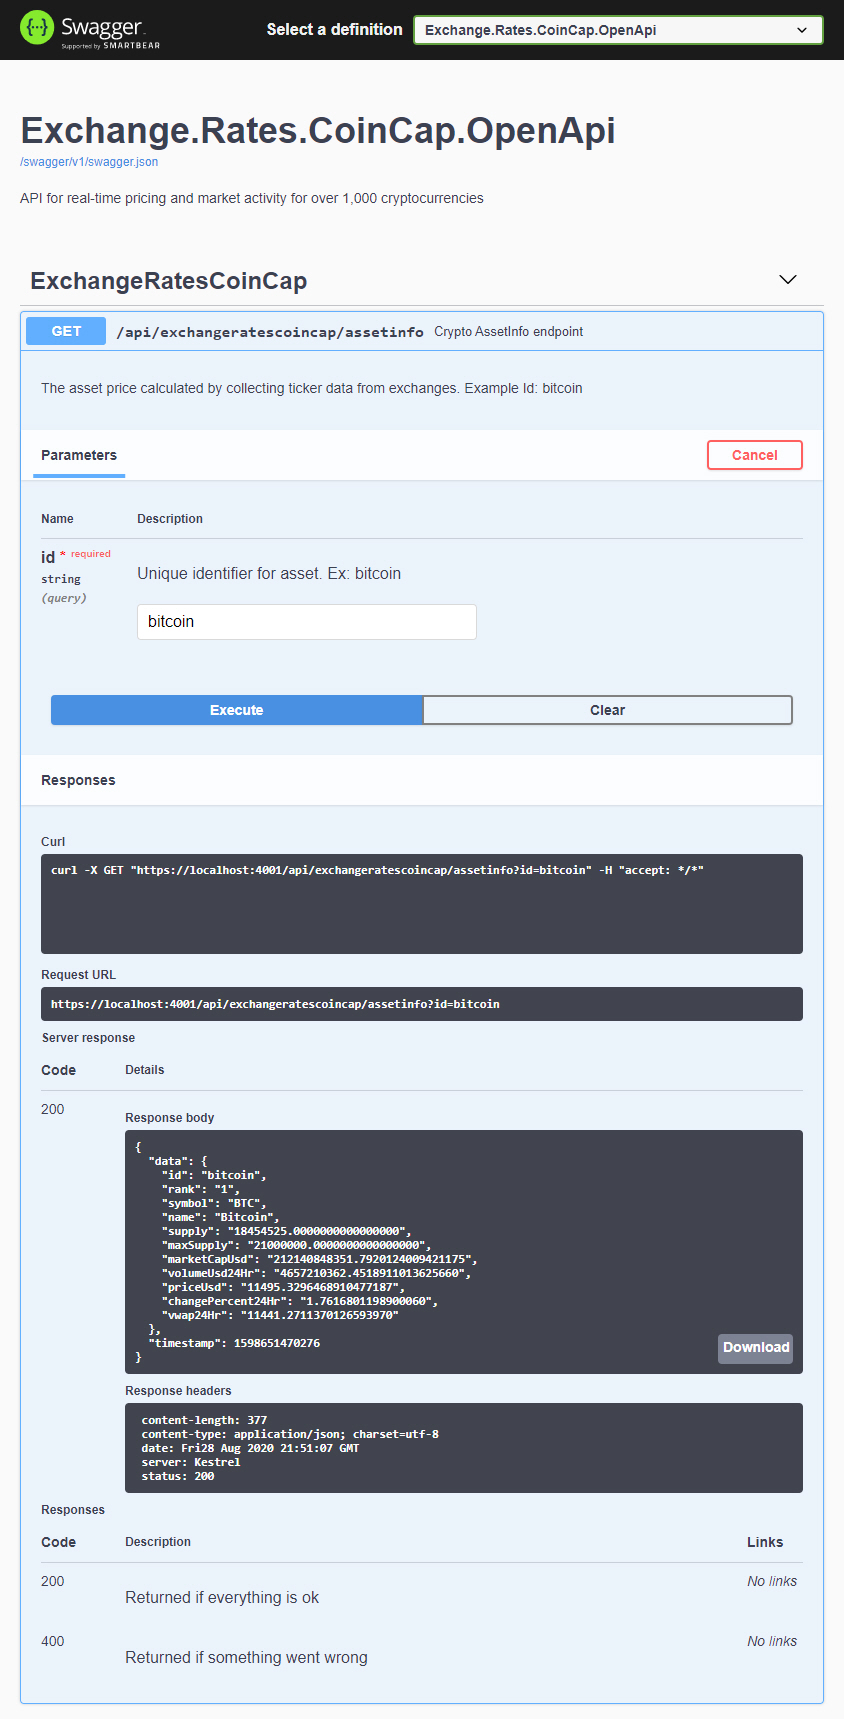 Swagger
Supported by SMARTBEAR
Select a definition
Exchange.Rates.CoinCap.OpenApi
Exchange.Rates.CoinCap.OpenApi
/swagger/v1/swagger.json
API for real-time pricing and market activity for over 1,000 cryptocurrencies
ExchangeRatesCoinCap
GET /api/exchangeratescoincap/assetinfo Crypto AssetInfo endpoint
The asset price calculated by collecting ticker data from exchanges. Example Id: bitcoin
Parameters
Cancel
Name Description
id * required
string
(query)
Unique identifier for asset. Ex: bitcoin
bitcoin
Execute
Clear
Responses
Curl
curl -X GET "https://localhost:4001/api/exchangeratescoincap/assetinfo?id=bitcoin" -H "accept: */*"
Request URL
https://localhost:4001/api/exchangeratescoincap/assetinfo?id=bitcoin
Server response
Code Details
200
Response body
{
"data": {
"id": "bitcoin",
"rank": "1",
"symbol": "BTC",
"name": "Bitcoin",
"supply": "18454525.0000000000000000",
"maxSupply": "21000000.0000000000000000",
"marketCapUsd": "212140848351.7920124009421175",
"volumeUsd24Hr": "4657210362.4518911013625660",
"priceUsd": "11495.3296468910477187",
"changePercent24Hr": "1.7616801198900060",
"vwap24Hr": "11441.2711370126593970"
},
"timestamp": 1598651470276
}
Download
Response headers
content-length: 377
content-type: application/json; charset=utf-8
date: Fri28 Aug 2020 21:51:07 GMT
server: Kestrel
status: 200
Responses
Code Description Links
200 No links
Returned if everything is ok
400 No links
Returned if something went wrong